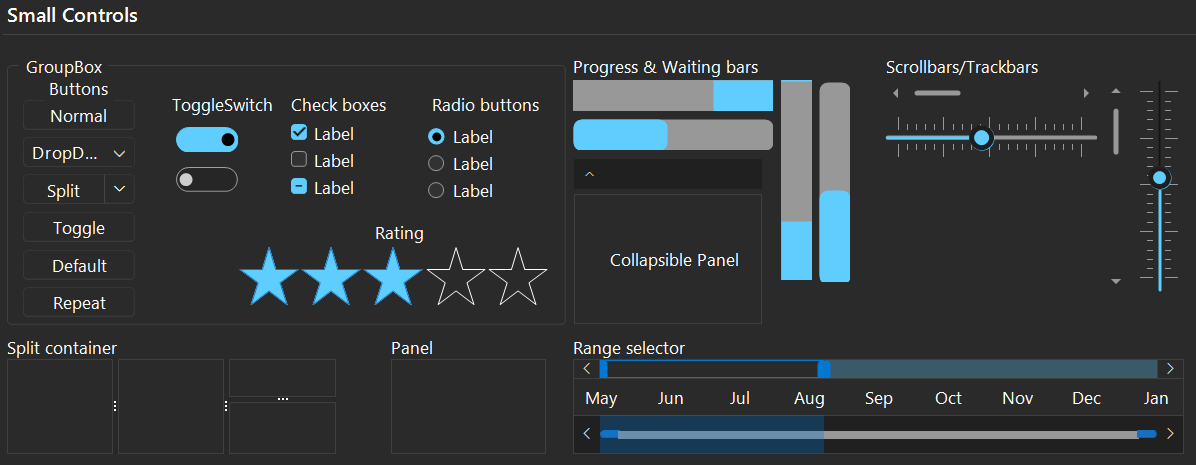 Small Controls
GroupBox
Buttons
Normal
DropD...
Split
Toggle
Default
Repeat
ToggleSwitch
Check boxes
Label
Label
Label
Radio buttons
Label
Label
Label
Rating
Progress & Waiting bars
Collapsible Panel
Scrollbars/Trackbars
Split container
Panel
Range selector
May Jun Jul Aug Sep Oct Nov Dec Jan